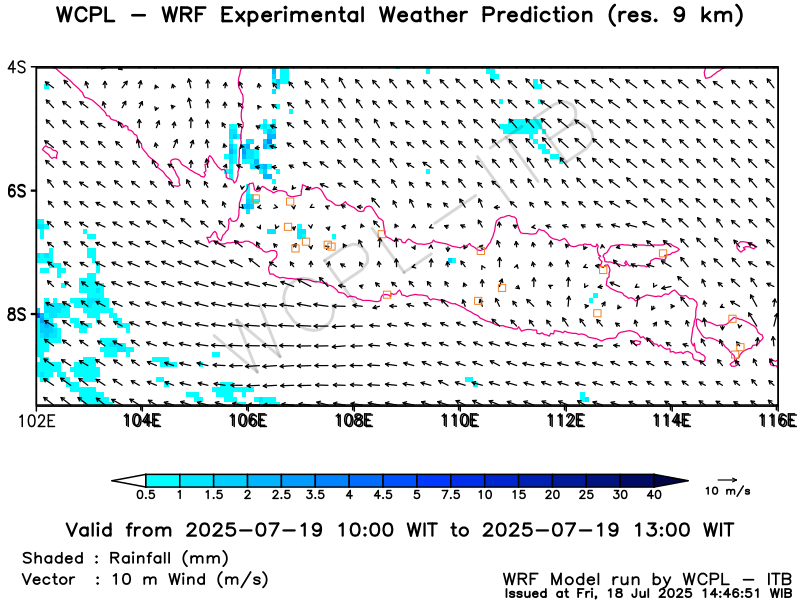 WCPL – WRF Experimental Weather Prediction (res. 9 km)
4S
6S
8S
WCPL-ITB
102E 104E 106E 108E 110E 112E 114E 116E
0.5 1 1.5 2 2.5 3.5 4 4.5 5 7.5 10 15 20 25 30 40
10 m/s
Valid from 2025-07-19 10:00 WIT to 2025-07-19 13:00 WIT
Shaded : Rainfall (mm)
Vector : 10 m Wind (m/s)
WRF Model run by WCPL – ITB
Issued at Fri, 18 Jul 2025 14:46:51 WIB